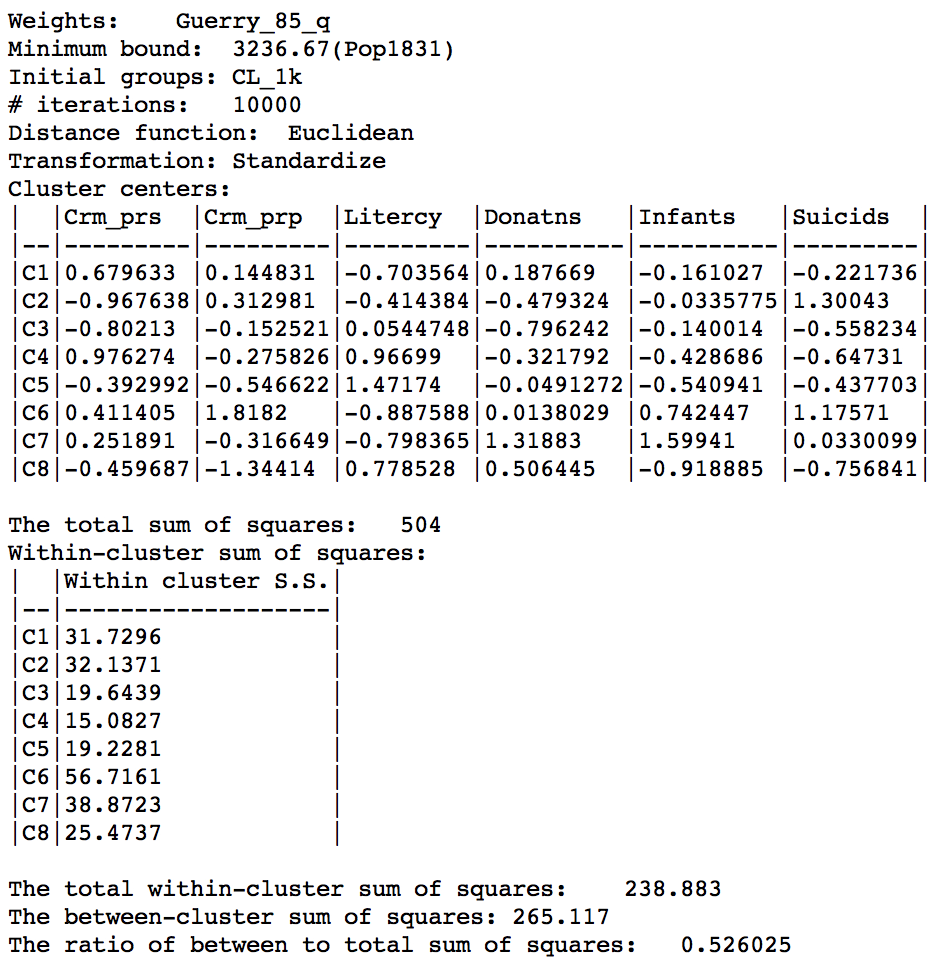 Weights:    Guerry_85_q
Minimum bound:  3236.67(Pop1831)
Initial groups: CL_1k
# iterations:   10000
Distance function:  Euclidean
Transformation: Standardize
Cluster centers:
|  |Crm_prs  |Crm_prp  |Litercy  |Donatns   |Infants   |Suicids  |
|--|---------|---------|---------|----------|----------|---------|
|C1|0.679633 |0.144831 |-0.703564|0.187669  |-0.161027 |-0.221736|
|C2|-0.967638|0.312981 |-0.414384|-0.479324 |-0.0335775|1.30043  |
|C3|-0.80213 |-0.152521|0.0544748|-0.796242 |-0.140014 |-0.558234|
|C4|0.976274 |-0.275826|0.96699  |-0.321792 |-0.428686 |-0.64731 |
|C5|-0.392992|-0.546622|1.47174  |-0.0491272|-0.540941 |-0.437703|
|C6|0.411405 |1.8182   |-0.887588|0.0138029 |0.742447  |1.17571  |
|C7|0.251891 |-0.316649|-0.798365|1.31883   |1.59941   |0.0330099|
|C8|-0.459687|-1.34414 |0.778528 |0.506445  |-0.918885 |-0.756841|
The total sum of squares:   504
Within-cluster sum of squares:
|  |Within cluster S.S.|
|--|-------------------|
|C1|31.7296            |
|C2|32.1371            |
|C3|19.6439            |
|C4|15.0827            |
|C5|19.2281            |
|C6|56.7161            |
|C7|38.8723            |
|C8|25.4737            |
The total within-cluster sum of squares:    238.883
The between-cluster sum of squares: 265.117
The ratio of between to total sum of squares:   0.526025